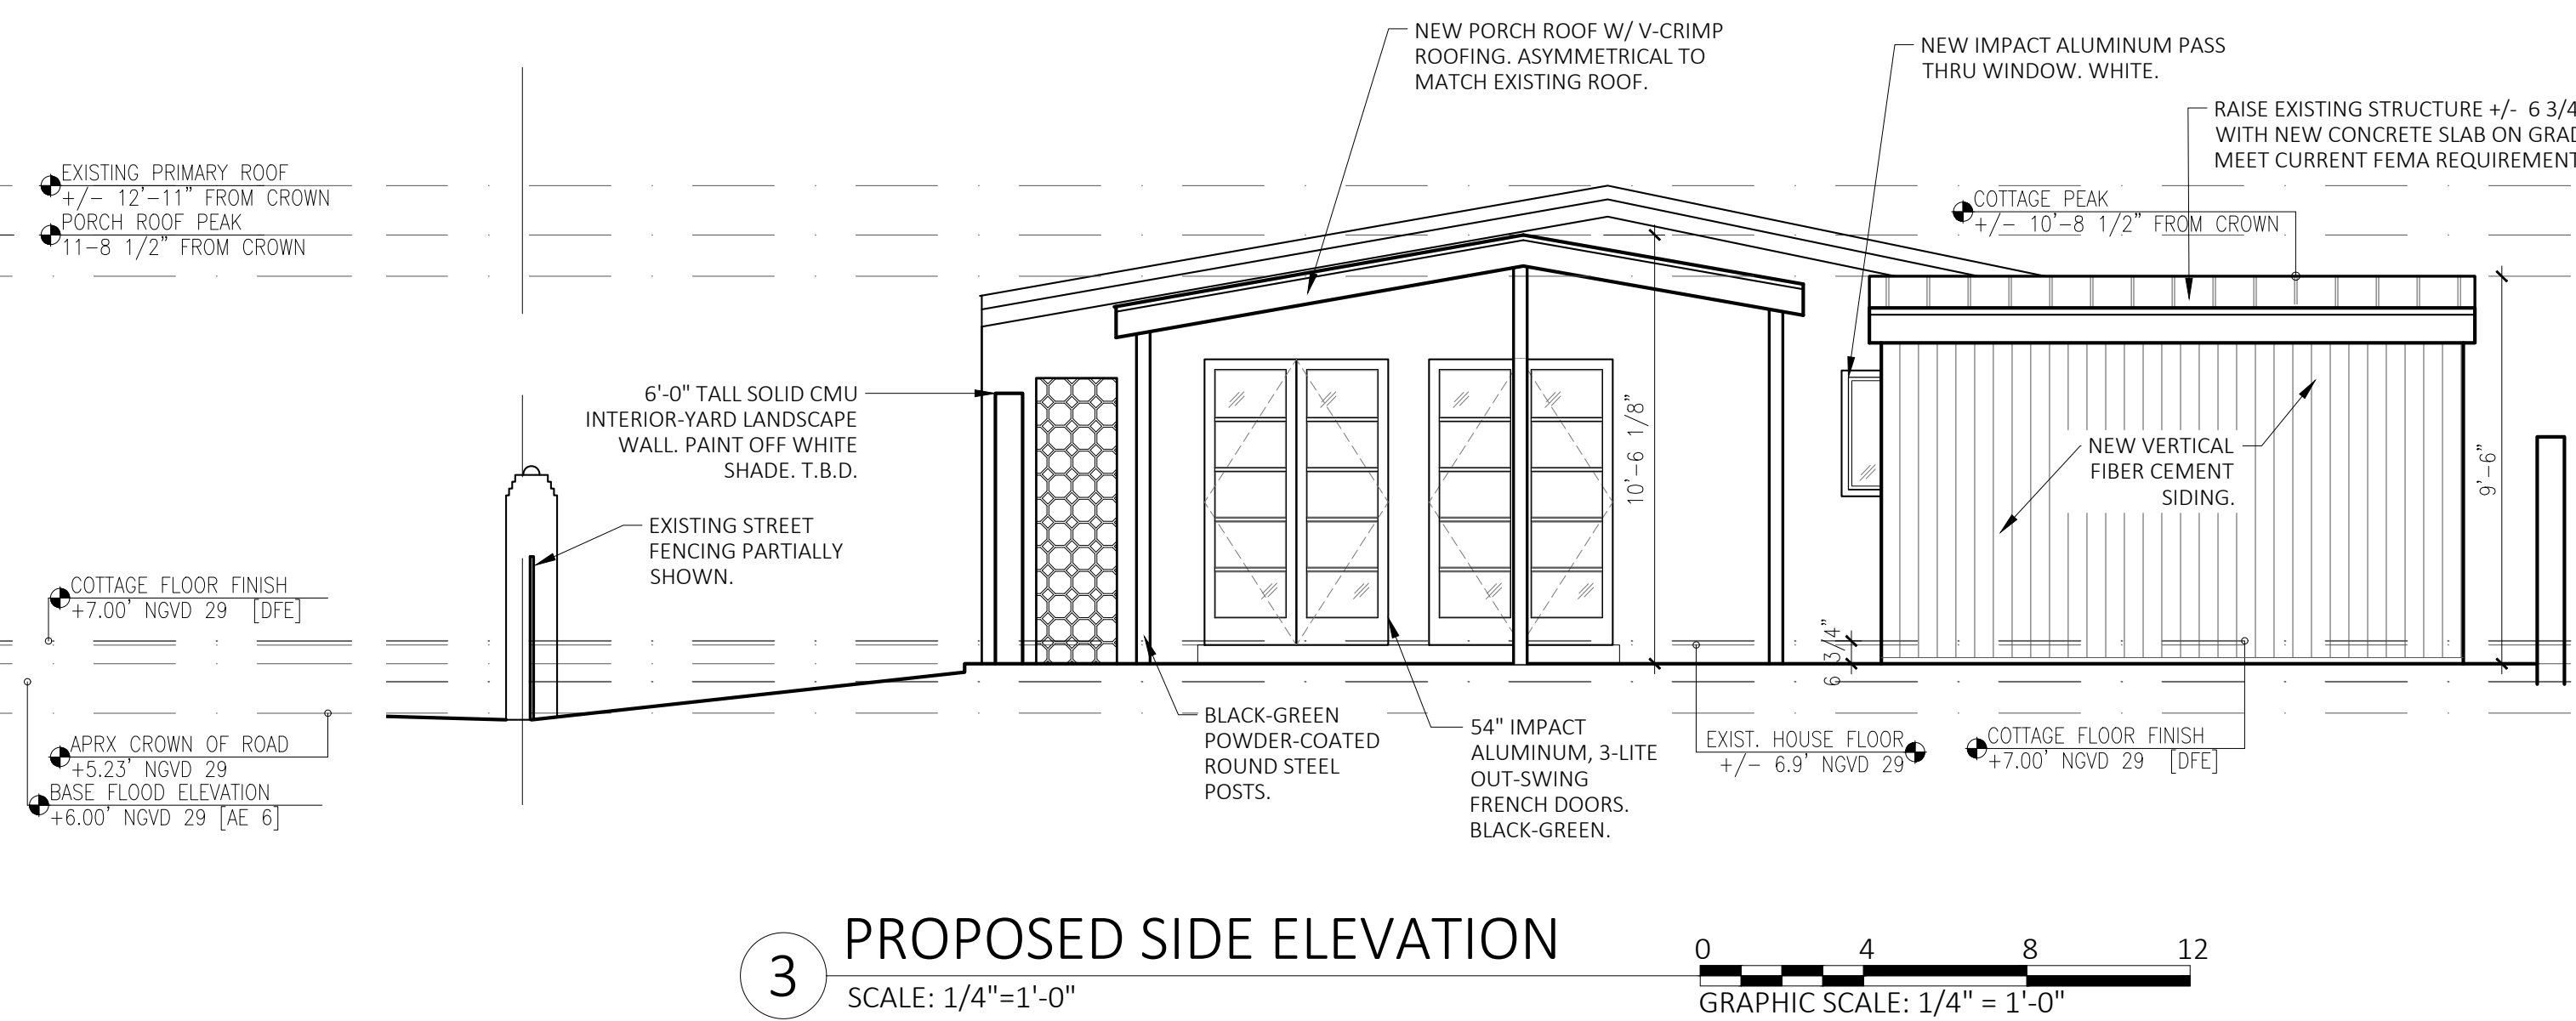 NEW PORCH ROOF W/ V-CRIMP
ROOFING. ASYMMETRICAL TO
MATCH EXISTING ROOF.
NEW IMPACT ALUMINUM PASS
THRU WINDOW. WHITE.
RAISE EXISTING STRUCTURE +/- 6 3/4
WITH NEW CONCRETE SLAB ON GRAD
MEET CURRENT FEMA REQUIREMENT
EXISTING PRIMARY ROOF
+/- 12'-11" FROM CROWN
PORCH ROOF PEAK
11-8 1/2" FROM CROWN
COTTAGE PEAK
+/- 10'-8 1/2" FROM CROWN
6'-0" TALL SOLID CMU
INTERIOR-YARD LANDSCAPE
WALL. PAINT OFF WHITE
SHADE. T.B.D.
10'-6 1/8"
NEW VERTICAL
FIBER CEMENT
SIDING.
9'-6"
EXISTING STREET
FENCING PARTIALLY
SHOWN.
COTTAGE FLOOR FINISH
+7.00' NGVD 29 [DFE]
6 3/4"
APRX CROWN OF ROAD
+5.23' NGVD 29
BASE FLOOD ELEVATION
+6.00' NGVD 29 [AE 6]
BLACK-GREEN
POWDER-COATED
ROUND STEEL
POSTS.
54" IMPACT
ALUMINUM, 3-LITE
OUT-SWING
FRENCH DOORS.
BLACK-GREEN.
EXIST. HOUSE FLOOR
+/- 6.9' NGVD 29
COTTAGE FLOOR FINISH
+7.00' NGVD 29 [DFE]
3
PROPOSED SIDE ELEVATION
SCALE: 1/4"=1'-0"
0 4 8 12
GRAPHIC SCALE: 1/4" = 1'-0"